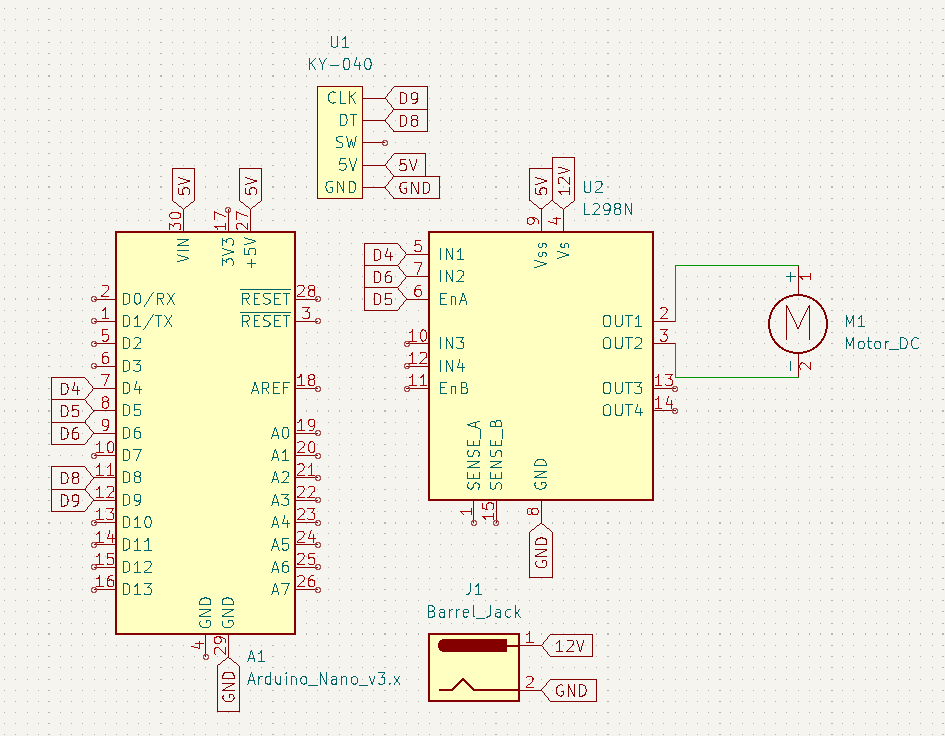 U1
KY-040
CLK
D9
DT
D8
SW
5V
5V
GND
GND
5V
5V
30
17
27
VIN
3V3
+5V
2
D0/RX
1
D1/TX
5
D2
6
D3
D4
7
D4
D5
8
D5
D6
9
D6
10
D7
D8
11
D8
D9
12
D9
13
D10
14
D11
15
D12
16
D13
RESET
28
RESET
3
AREF
18
A0
19
A1
20
A2
21
A3
22
A4
23
A5
24
A6
25
A7
26
GND
GND
4
29
GND
A1
Arduino_Nano_v3.x
5V
12V
9
4
U2
L298N
Vss
Vs
D4
5
IN1
D6
7
IN2
D5
6
EnA
10
IN3
12
IN4
11
EnB
OUT1
2
OUT2
3
OUT3
13
OUT4
14
SENSE_A
SENSE_B
GND
1
15
8
GND
+
1
M
M1
Motor_DC
-
2
J1
Barrel_Jack
1
12V
2
GND